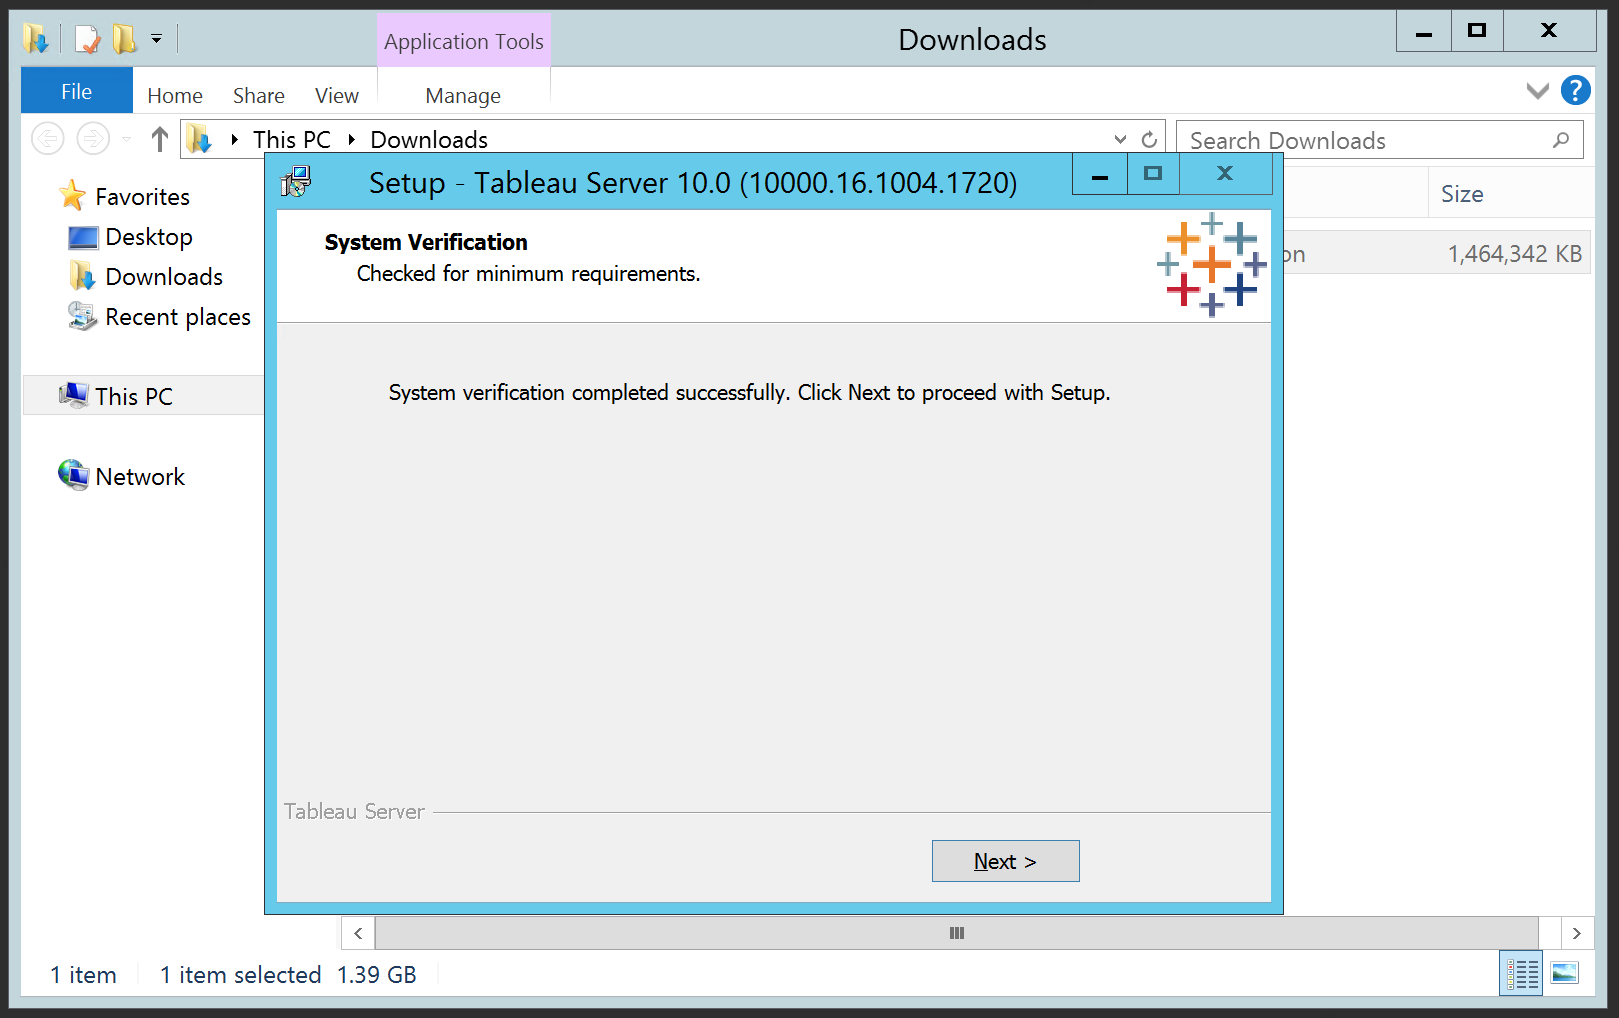 Application Tools
Downloads
File
Home
Share
View
Manage
This PC
Downloads
Search Downloads
Favorites
Desktop
Downloads
Recent places
This PC
Network
Size
on
1,464,342 KB
Setup - Tableau Server 10.0 (10000.16.1004.1720)
System Verification
Checked for minimum requirements.
System verification completed successfully. Click Next to proceed with Setup.
Tableau Server
Next >
1 item
1 item selected 1.39 GB